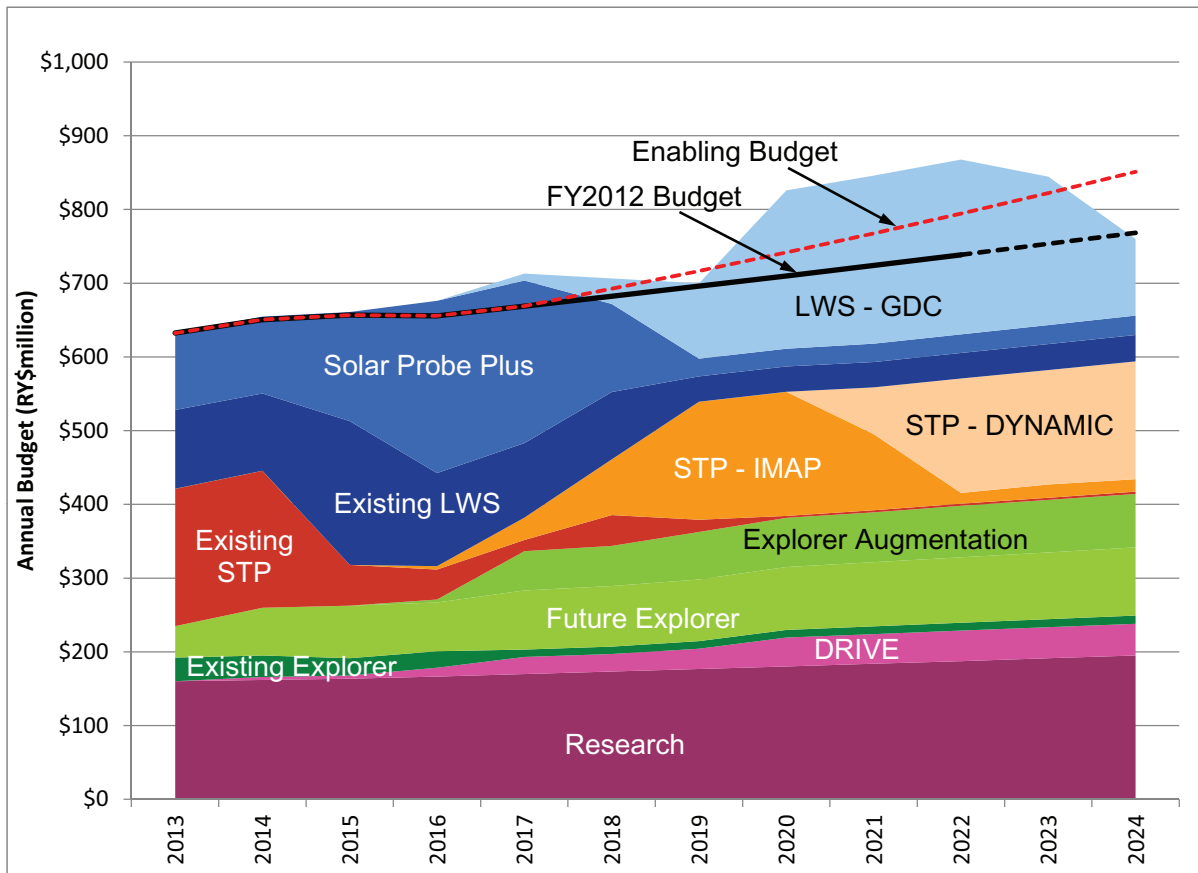 $1,000
$900
$800
$700
$600
$500
$400
$300
$200
$100
$0
Annual Budget (RY$million)
Enabling Budget
FY2012 Budget
LWS - GDC
Solar Probe Plus
STP - DYNAMIC
STP - IMAP
Existing LWS
Existing
STP
Explorer Augmentation
Future Explorer
Existing Explorer
DRIVE
Research
2013
2014
2015
2016
2017
2018
2019
2020
2021
2022
2023
2024